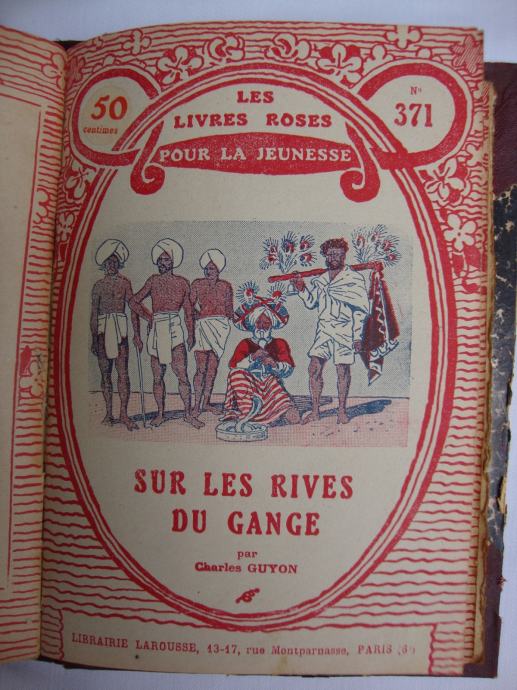 50
centimes
LES
LIVRES ROSES
POUR LA JEUNESSE
N°
371
SUR LES RIVES
DU GANGE
par
Charles GUYON
LIBRAIRIE LAROUSSE, 13-17, rue Montparnasse, PARIS (6e)